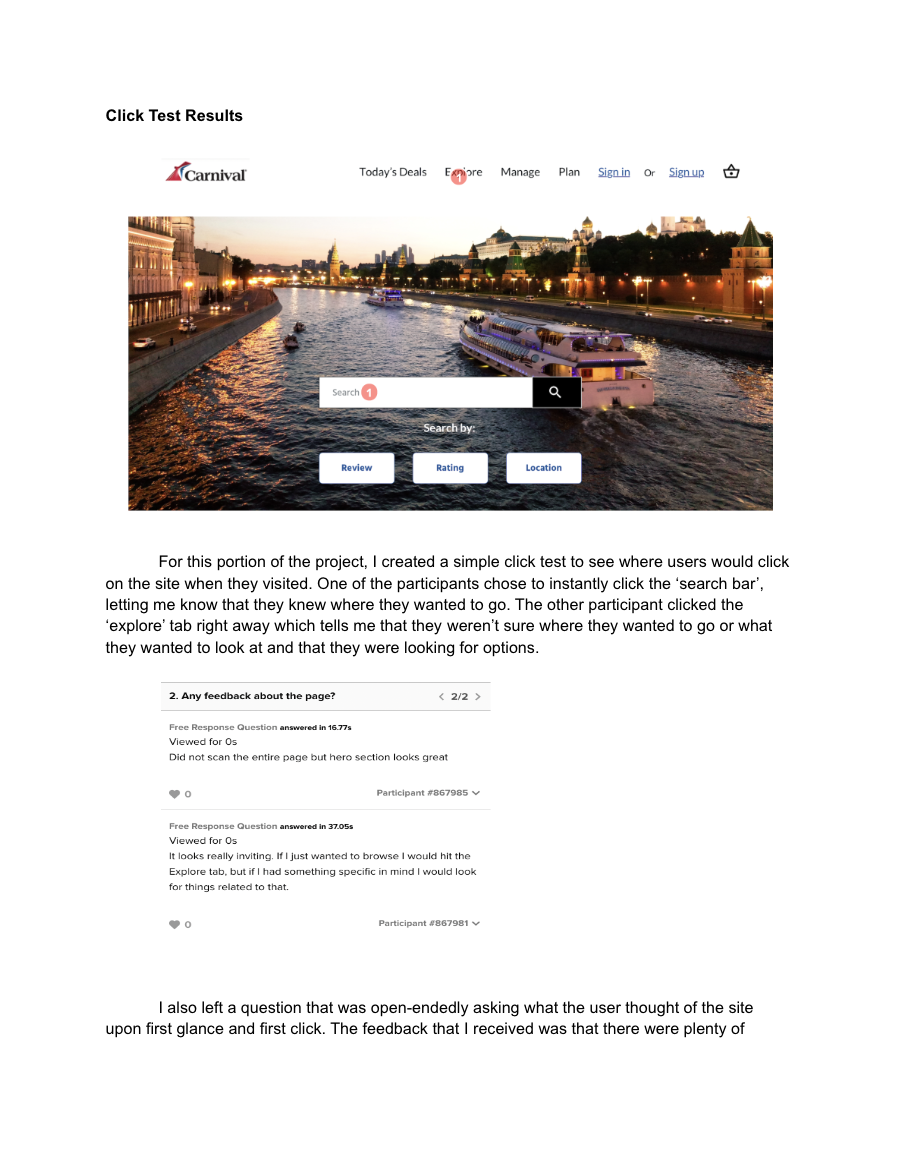 Click Test Results
Carnival
Today's Deals Explore Manage Plan Sign in Or Sign up
1
Search 1
Search by:
Review Rating Location
For this portion of the project, I created a simple click test to see where users would click
on the site when they visited. One of the participants chose to instantly click the ‘search bar’,
letting me know that they knew where they wanted to go. The other participant clicked the
‘explore’ tab right away which tells me that they weren’t sure where they wanted to go or what
they wanted to look at and that they were looking for options.
2. Any feedback about the page? < 2/2 >
Free Response Question answered in 16.77s
Viewed for 0s
Did not scan the entire page but hero section looks great
0 Participant #867985
Free Response Question answered in 37.05s
Viewed for 0s
It looks really inviting. If I just wanted to browse I would hit the
Explore tab, but if I had something specific in mind I would look
for things related to that.
0 Participant #867981
I also left a question that was open-endedly asking what the user thought of the site
upon first glance and first click. The feedback that I received was that there were plenty of